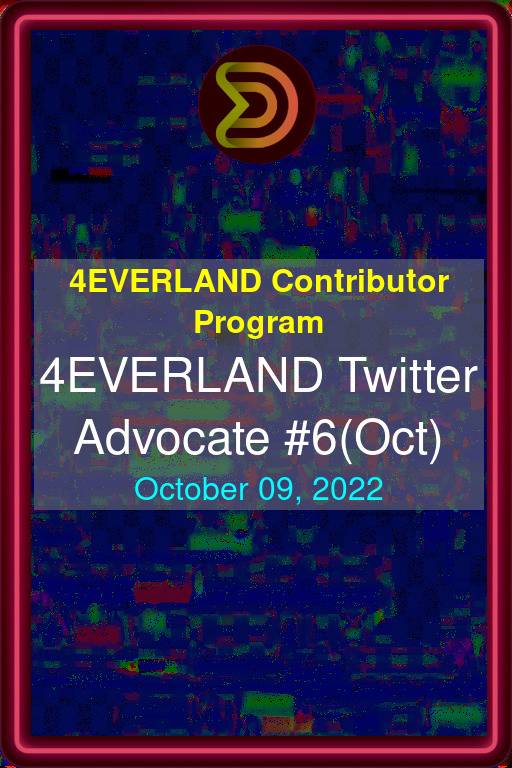 4EVERLAND Contributor
Program
4EVERLAND Twitter
Advocate #6(Oct)
October 09, 2022